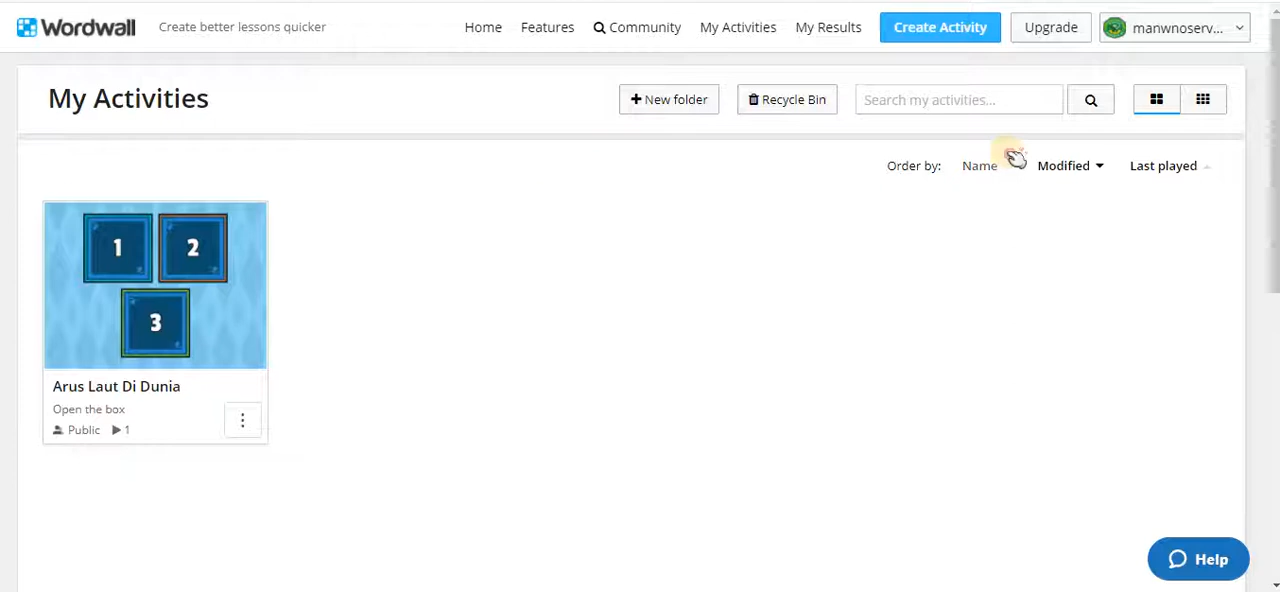 Wordwall Create better lessons quicker Home Features Community My Activities My Results Create Activity Upgrade manwnoserv...
My Activities + New folder Recycle Bin Search my activities...
Order by: Name Modified Last played
1 2
3
Arus Laut Di Dunia
Open the box
Public 1
Help